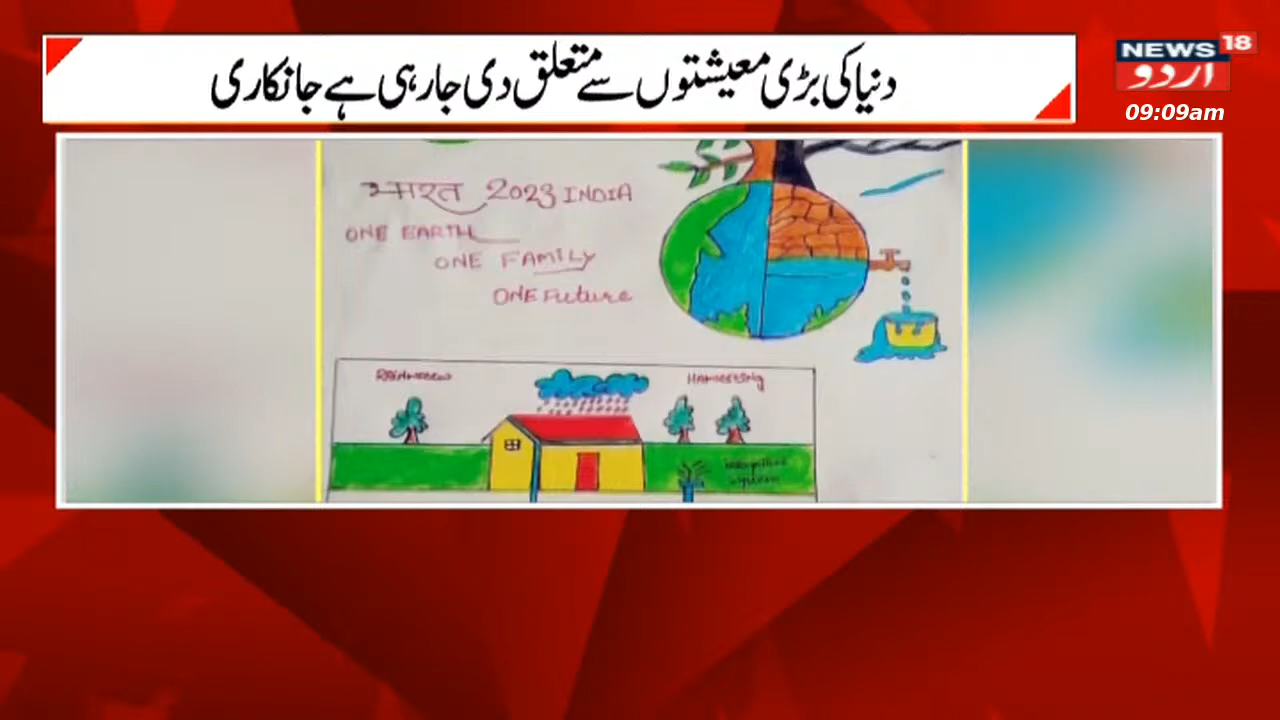 دنیا کی بڑی معیشتوں سے متعلق دی جارہی ہے جانکاری
NEWS 18
اردو
09:09am
भारत 2023 INDIA
ONE EARTH
ONE FAMILY
ONE Future
HARVESTING